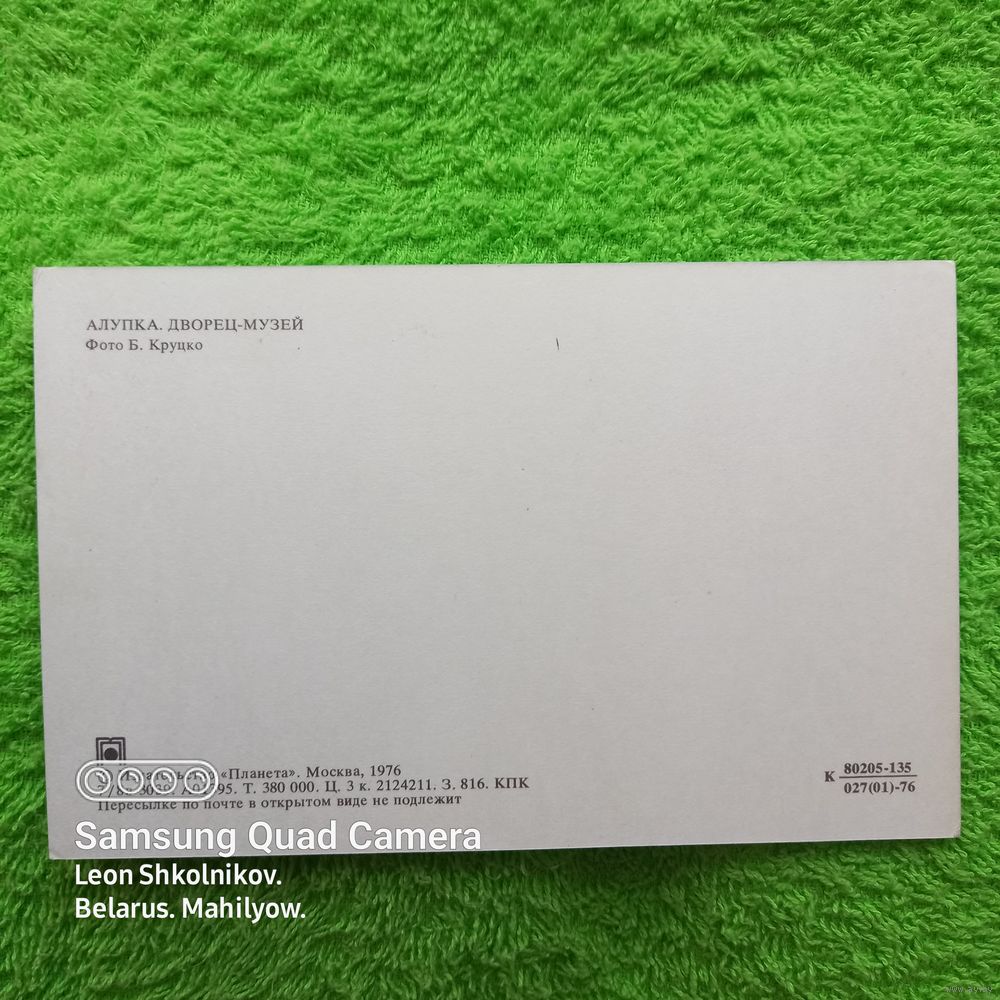 АЛУПКА. ДВОРЕЦ-МУЗЕЙ
Фото Б. Круцко
© Издательство «Планета». Москва, 1976
Т. 380 000. Ц. 3 к. 2124211. З. 816. КПК
Пересылке по почте в открытом виде не подлежит
К 80205-135
027(01)-76
Samsung Quad Camera
Leon Shkolnikov.
Belarus. Mahilyow.